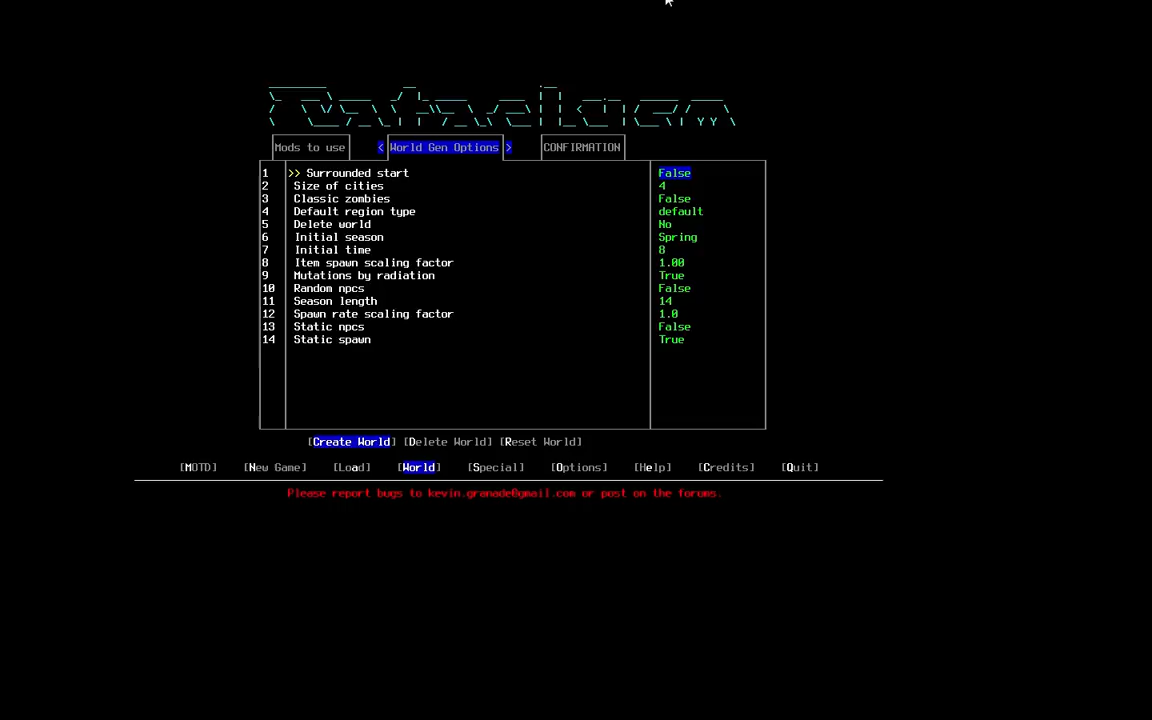 Mods to use < World Gen Options > CONFIRMATION
1 >> Surrounded start False
2 Size of cities 4
3 Classic zombies False
4 Default region type default
5 Delete world No
6 Initial season Spring
7 Initial time 8
8 Item spawn scaling factor 1.00
9 Mutations by radiation True
10 Random npcs False
11 Season length 14
12 Spawn rate scaling factor 1.0
13 Static npcs False
14 Static spawn True
[Create World] [Delete World] [Reset World]
[MOTD] [New Game] [Load] [World] [Special] [Options] [Help] [Credits] [Quit]
Please report bugs to kevin.granade@gmail.com or post on the forums.